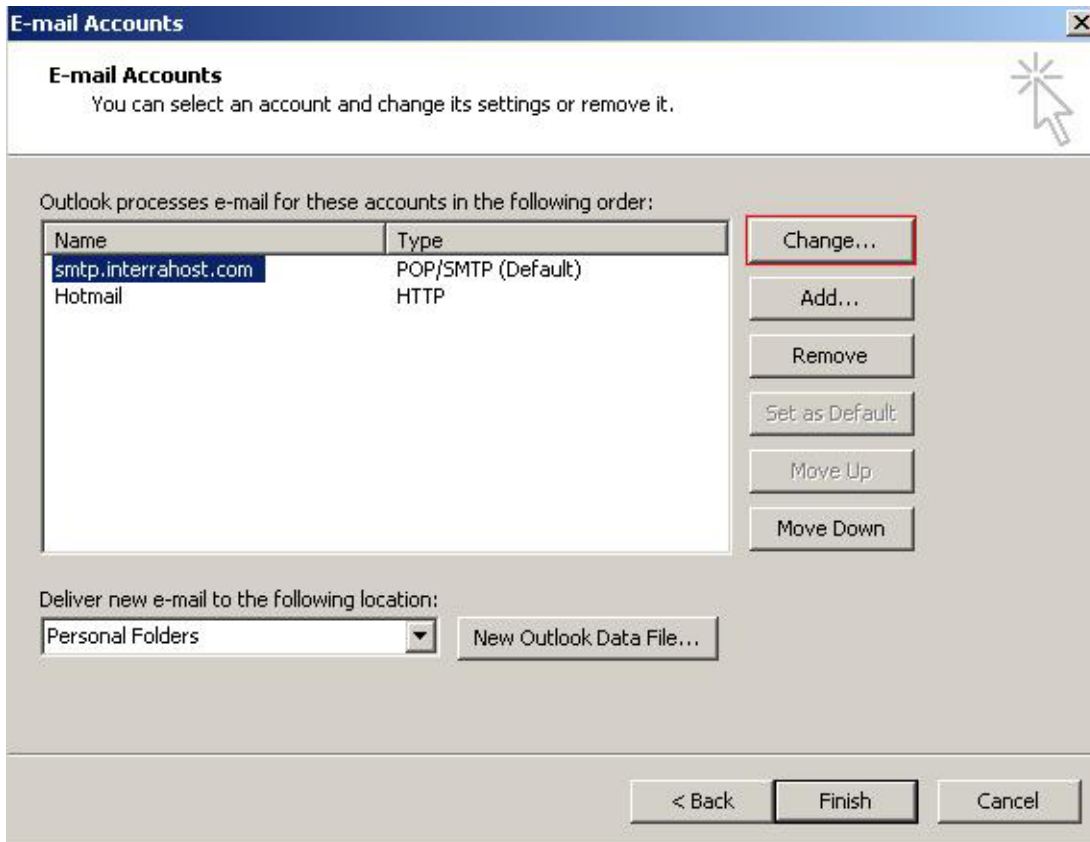 E-mail Accounts
E-mail Accounts
You can select an account and change its settings or remove it.
Outlook processes e-mail for these accounts in the following order:
Name Type
smtp.interrahost.com POP/SMTP (Default)
Hotmail HTTP
Change...
Add...
Remove
Set as Default
Move Up
Move Down
Deliver new e-mail to the following location:
Personal Folders
New Outlook Data File...
< Back Finish Cancel